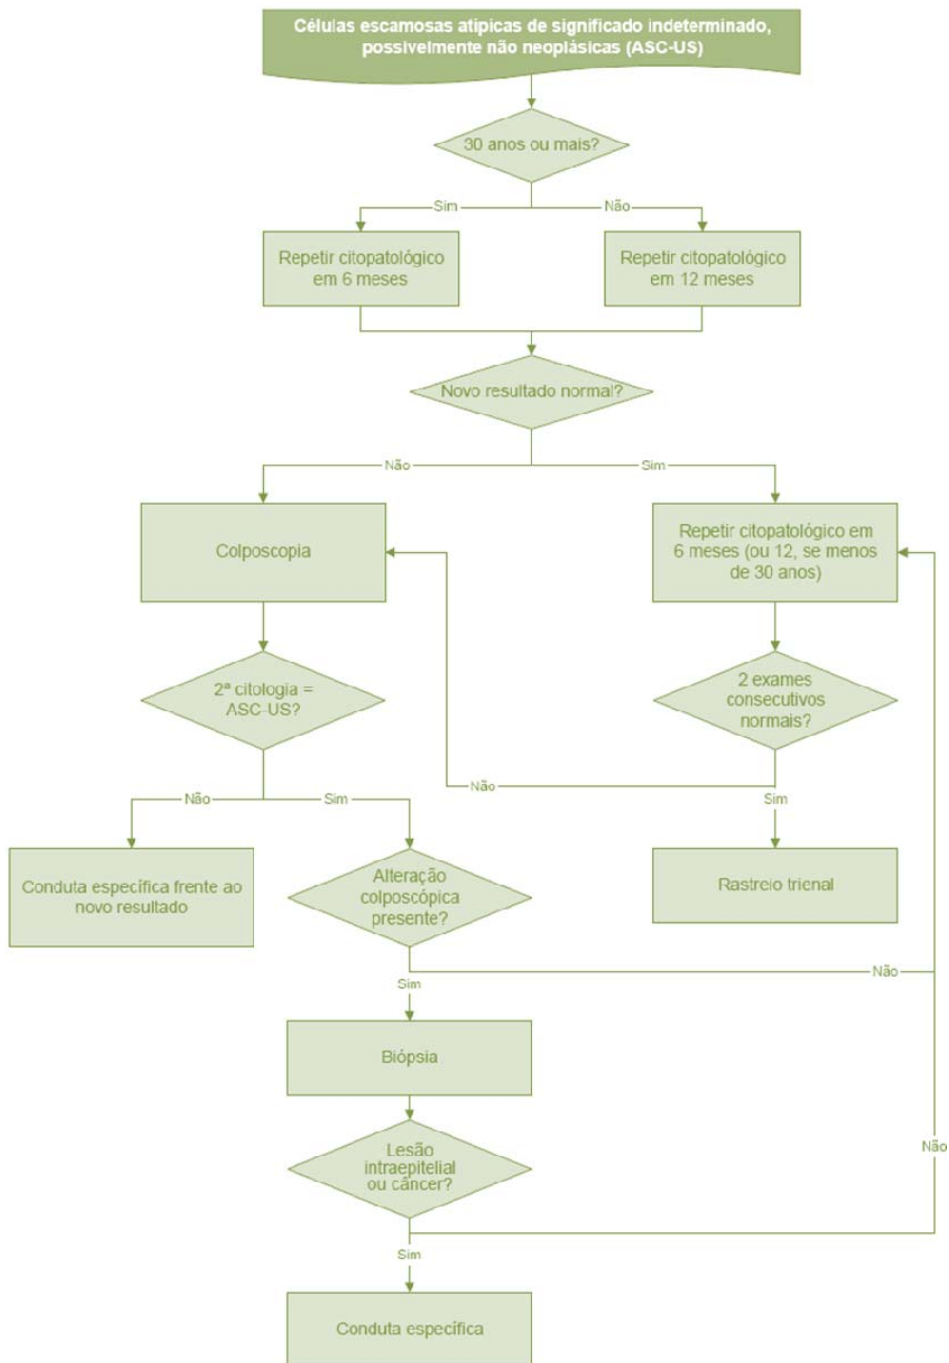 Células escamosas atípicas de significado indeterminado,
possivelmente não neoplásicas (ASC-US)
30 anos ou mais?
Sim
Não
Repetir citopatológico
em 6 meses
Repetir citopatológico
em 12 meses
Novo resultado normal?
Não
Sim
Colposcopia
Repetir citopatológico em
6 meses (ou 12, se menos
de 30 anos)
2ª citologia =
ASC-US?
2 exames
consecutivos
normais?
Não
Não
Sim
Sim
Conduta específica frente ao
novo resultado
Alteração
colposcópica
presente?
Rastreio trienal
Não
Sim
Biópsia
Lesão
intraepitelial
ou câncer?
Não
Sim
Conduta específica